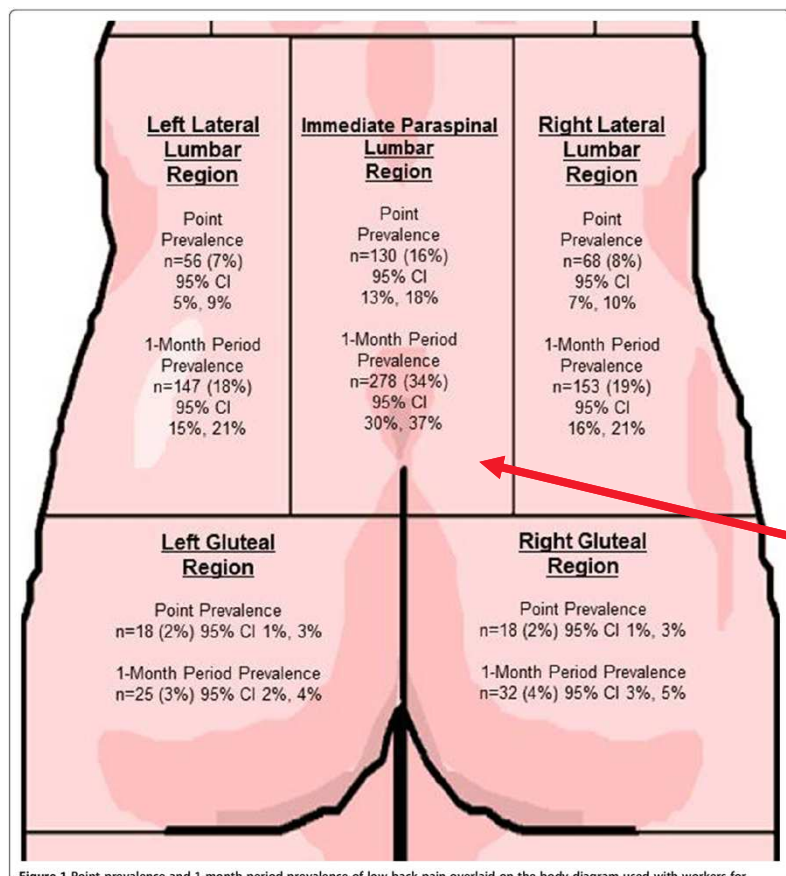 Left Lateral
Lumbar
Region
Point
Prevalence
n=56 (7%)
95% CI
5%, 9%
1-Month Period
Prevalence
n=147 (18%)
95% CI
15%, 21%
Immediate Paraspinal
Lumbar
Region
Point
Prevalence
n=130 (16%)
95% CI
13%, 18%
1-Month Period
Prevalence
n=278 (34%)
95% CI
30%, 37%
Right Lateral
Lumbar
Region
Point
Prevalence
n=68 (8%)
95% CI
7%, 10%
1-Month Period
Prevalence
n=153 (19%)
95% CI
16%, 21%
Left Gluteal
Region
Point Prevalence
n=18 (2%) 95% CI 1%, 3%
1-Month Period Prevalence
n=25 (3%) 95% CI 2%, 4%
Right Gluteal
Region
Point Prevalence
n=18 (2%) 95% CI 1%, 3%
1-Month Period Prevalence
n=32 (4%) 95% CI 3%, 5%
Figure 1 Point prevalence and 1-month period prevalence of low back pain overlaid on the body diagram used with workers for